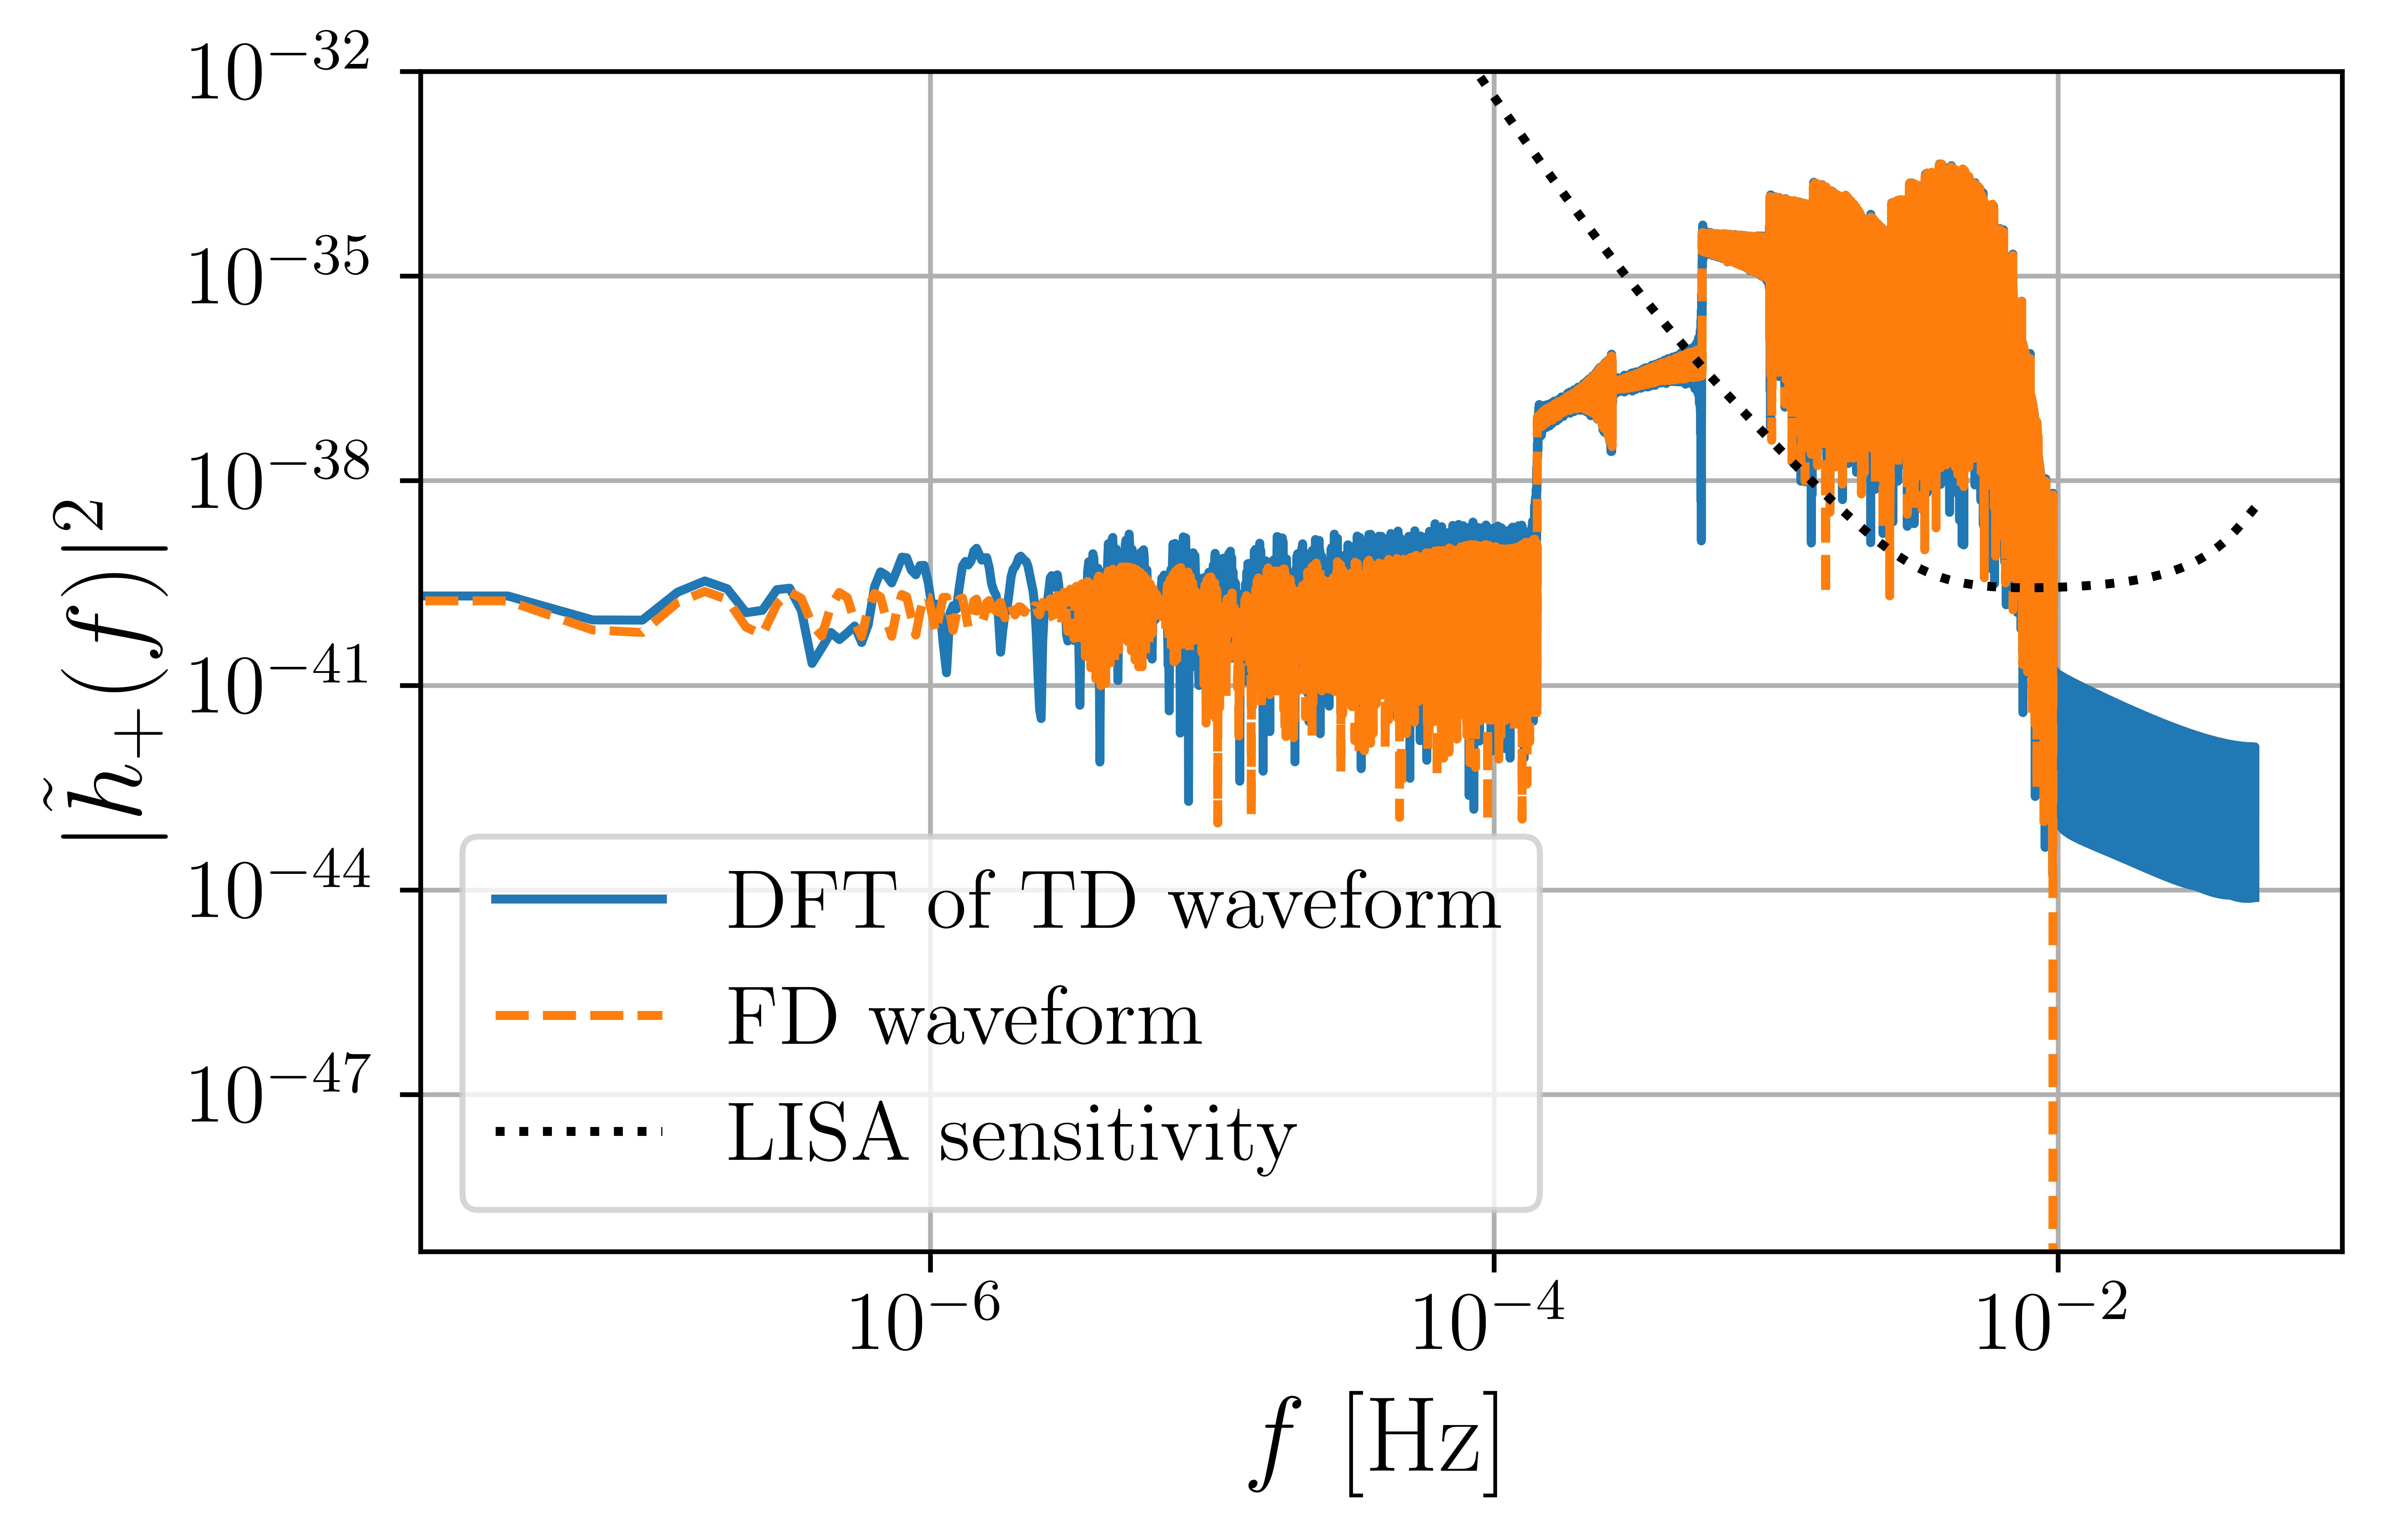 10^{-32}
10^{-35}
10^{-38}
10^{-41}
10^{-44}
10^{-47}
|\tilde{h}_+(f)|^2
DFT of TD waveform
FD waveform
LISA sensitivity
10^{-6}
10^{-4}
10^{-2}
f [Hz]